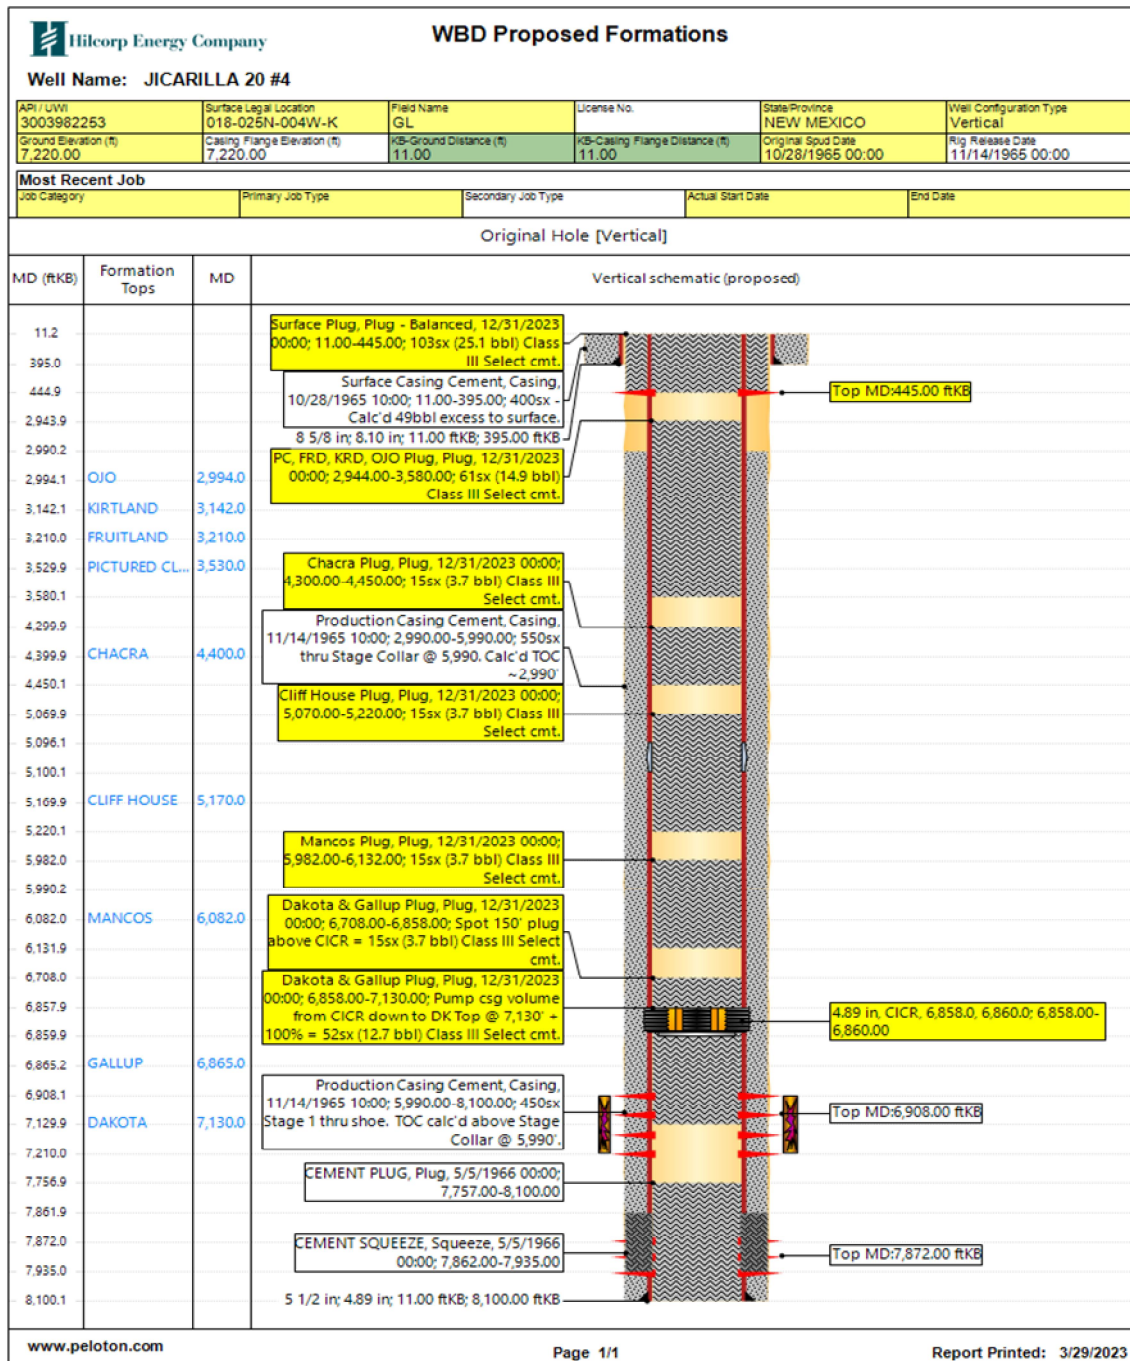 Hilcorp Energy Company
WBD Proposed Formations
Well Name: JICARILLA 20 #4
API / UWI
3003982253
Surface Legal Location
018-025N-004W-K
Field Name
GL
License No.
State/Province
NEW MEXICO
Well Configuration Type
Vertical
Ground Elevation (ft)
7,220.00
Casing Flange Elevation (ft)
7,220.00
KB-Ground Distance (ft)
11.00
KB-Casing Flange Distance (ft)
11.00
Original Spud Date
10/28/1965 00:00
Rig Release Date
11/14/1965 00:00
Most Recent Job
Job Category
Primary Job Type
Secondary Job Type
Actual Start Date
End Date
Original Hole [Vertical]
MD (ftKB)
Formation
Tops
MD
Vertical schematic (proposed)
11.2
395.0
444.9
2,943.9
2,990.2
2,994.1 OJO 2,994.0
3,142.1 KIRTLAND 3,142.0
3,210.0 FRUITLAND 3,210.0
3,529.9 PICTURED CL... 3,530.0
3,580.1
4,299.9
4,399.9 CHACRA 4,400.0
4,450.1
5,069.9
5,096.1
5,100.1
5,169.9 CLIFF HOUSE 5,170.0
5,220.1
5,982.0
5,990.2
6,082.0 MANCOS 6,082.0
6,131.9
6,708.0
6,857.9
6,859.9
6,865.2 GALLUP 6,865.0
6,908.1
7,129.9 DAKOTA 7,130.0
7,210.0
7,756.9
7,861.9
7,872.0
7,935.0
8,100.1
Surface Plug, Plug - Balanced, 12/31/2023
00:00; 11.00-445.00; 103sx (25.1 bbl) Class
III Select cmt.
Surface Casing Cement, Casing,
10/28/1965 10:00; 11.00-395.00; 400sx -
Calc'd 49bbl excess to surface.
8 5/8 in; 8.10 in; 11.00 ftKB; 395.00 ftKB
PC, FRD, KRD, OJO Plug, Plug, 12/31/2023
00:00; 2,944.00-3,580.00; 61sx (14.9 bbl)
Class III Select cmt.
Chacra Plug, Plug, 12/31/2023 00:00;
4,300.00-4,450.00; 15sx (3.7 bbl) Class III
Select cmt.
Production Casing Cement, Casing,
11/14/1965 10:00; 2,990.00-5,990.00; 550sx
thru Stage Collar @ 5,990. Calc'd TOC
~2,990'
Cliff House Plug, Plug, 12/31/2023 00:00;
5,070.00-5,220.00; 15sx (3.7 bbl) Class III
Select cmt.
Mancos Plug, Plug, 12/31/2023 00:00;
5,982.00-6,132.00; 15sx (3.7 bbl) Class III
Select cmt.
Dakota & Gallup Plug, Plug, 12/31/2023
00:00; 6,708.00-6,858.00; Spot 150' plug
above CICR = 15sx (3.7 bbl) Class III Select
cmt.
Dakota & Gallup Plug, Plug, 12/31/2023
00:00; 6,858.00-7,130.00; Pump csg volume
from CICR down to DK Top @ 7,130' +
100% = 52sx (12.7 bbl) Class III Select cmt.
Production Casing Cement, Casing,
11/14/1965 10:00; 5,990.00-8,100.00; 450sx
Stage 1 thru shoe. TOC calc'd above Stage
Collar @ 5,990'.
CEMENT PLUG, Plug, 5/5/1966 00:00;
7,757.00-8,100.00
CEMENT SQUEEZE, Squeeze, 5/5/1966
00:00; 7,862.00-7,935.00
5 1/2 in; 4.89 in; 11.00 ftKB; 8,100.00 ftKB
Top MD:445.00 ftKB
4.89 in, CICR, 6,858.0, 6,860.0; 6,858.00-
6,860.00
Top MD:6,908.00 ftKB
Top MD:7,872.00 ftKB
www.peloton.com
Page 1/1
Report Printed: 3/29/2023